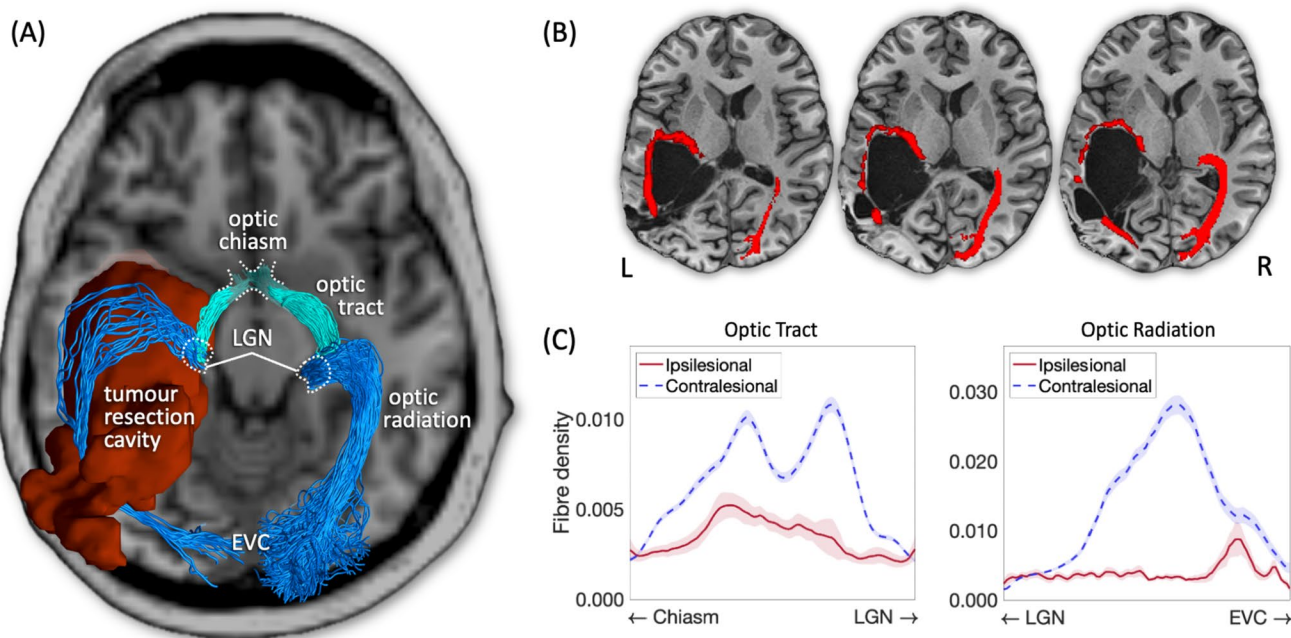 (A)
optic
chiasm
optic
tract
LGN
tumour
resection
cavity
optic
radiation
EVC
(B)
L
R
(C)
Optic Tract
Ipsilesional
Contralesional
Fibre density
0.010
0.005
0.000
← Chiasm
LGN →
Optic Radiation
Ipsilesional
Contralesional
0.030
0.020
0.010
0.000
← LGN
EVC →